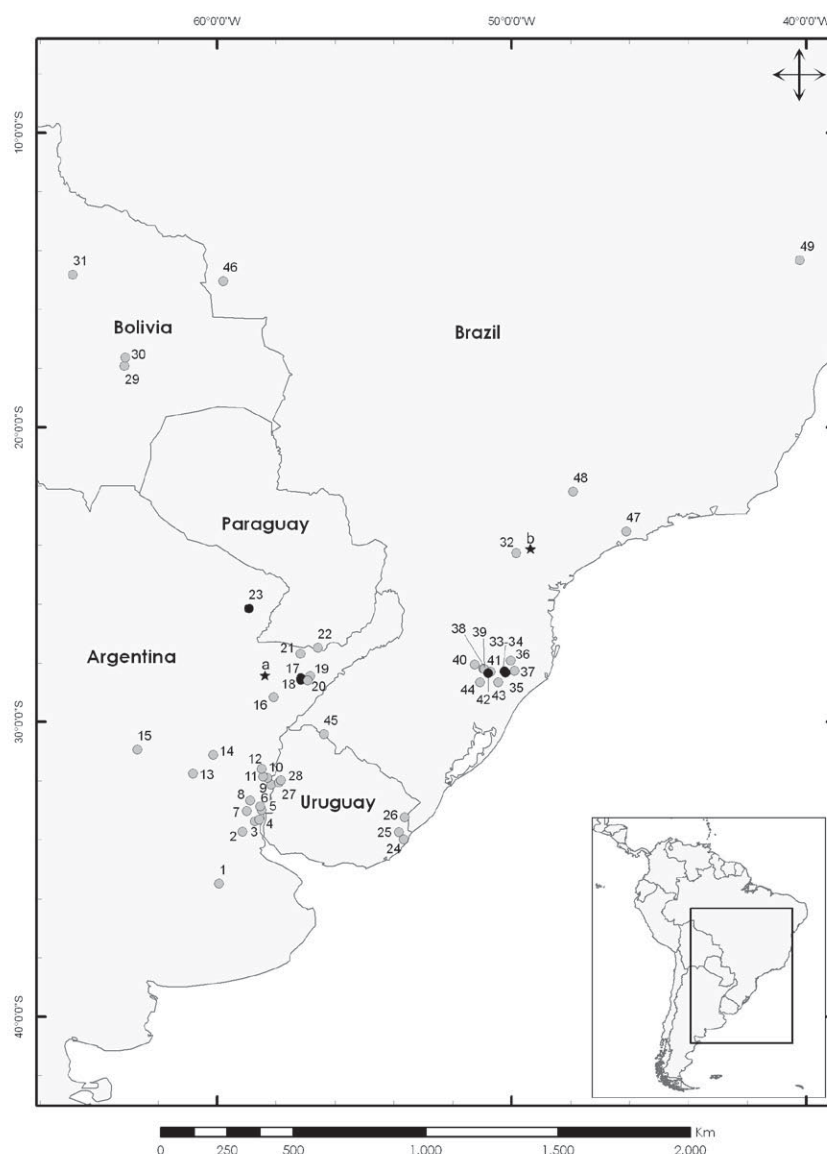 60°0'0"W 50°0'0"W 40°0'0"W
10°0'0"S
49
31 46
Bolivia Brazil
30
29
20°0'0"S
48
47
Paraguay
32 b
23
38 39 33-34 36
22
21 40 41 37
Argentina a 17 19
18 20 44 42 43 35
16
30°0'0"S
45
15 14 12 10
13 11 28
9 27
8 6 5 Uruguay
7 26
2 3 4 25
24
1
40°0'0"S
Km
0 250 500 1.000 1.500 2.000